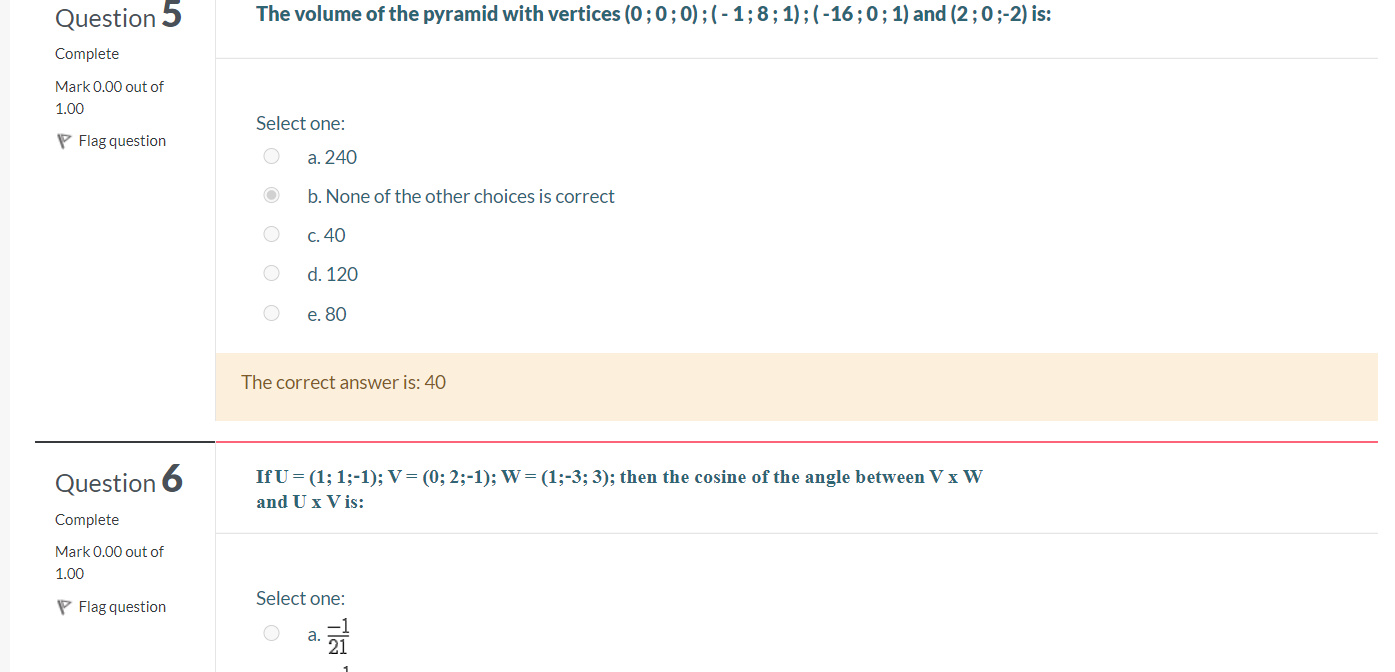 Question 5
Complete
Mark 0.00 out of
1.00
Flag question
The volume of the pyramid with vertices (0 ; 0 ; 0) ; ( - 1 ; 8 ; 1) ; ( -16 ; 0 ; 1) and (2 ; 0 ;-2) is:
Select one:
a. 240
b. None of the other choices is correct
c. 40
d. 120
e. 80
The correct answer is: 40
Question 6
Complete
Mark 0.00 out of
1.00
Flag question
If U = (1; 1;-1); V = (0; 2;-1); W = (1;-3; 3); then the cosine of the angle between V x W
and U x V is:
Select one:
a. −1/21